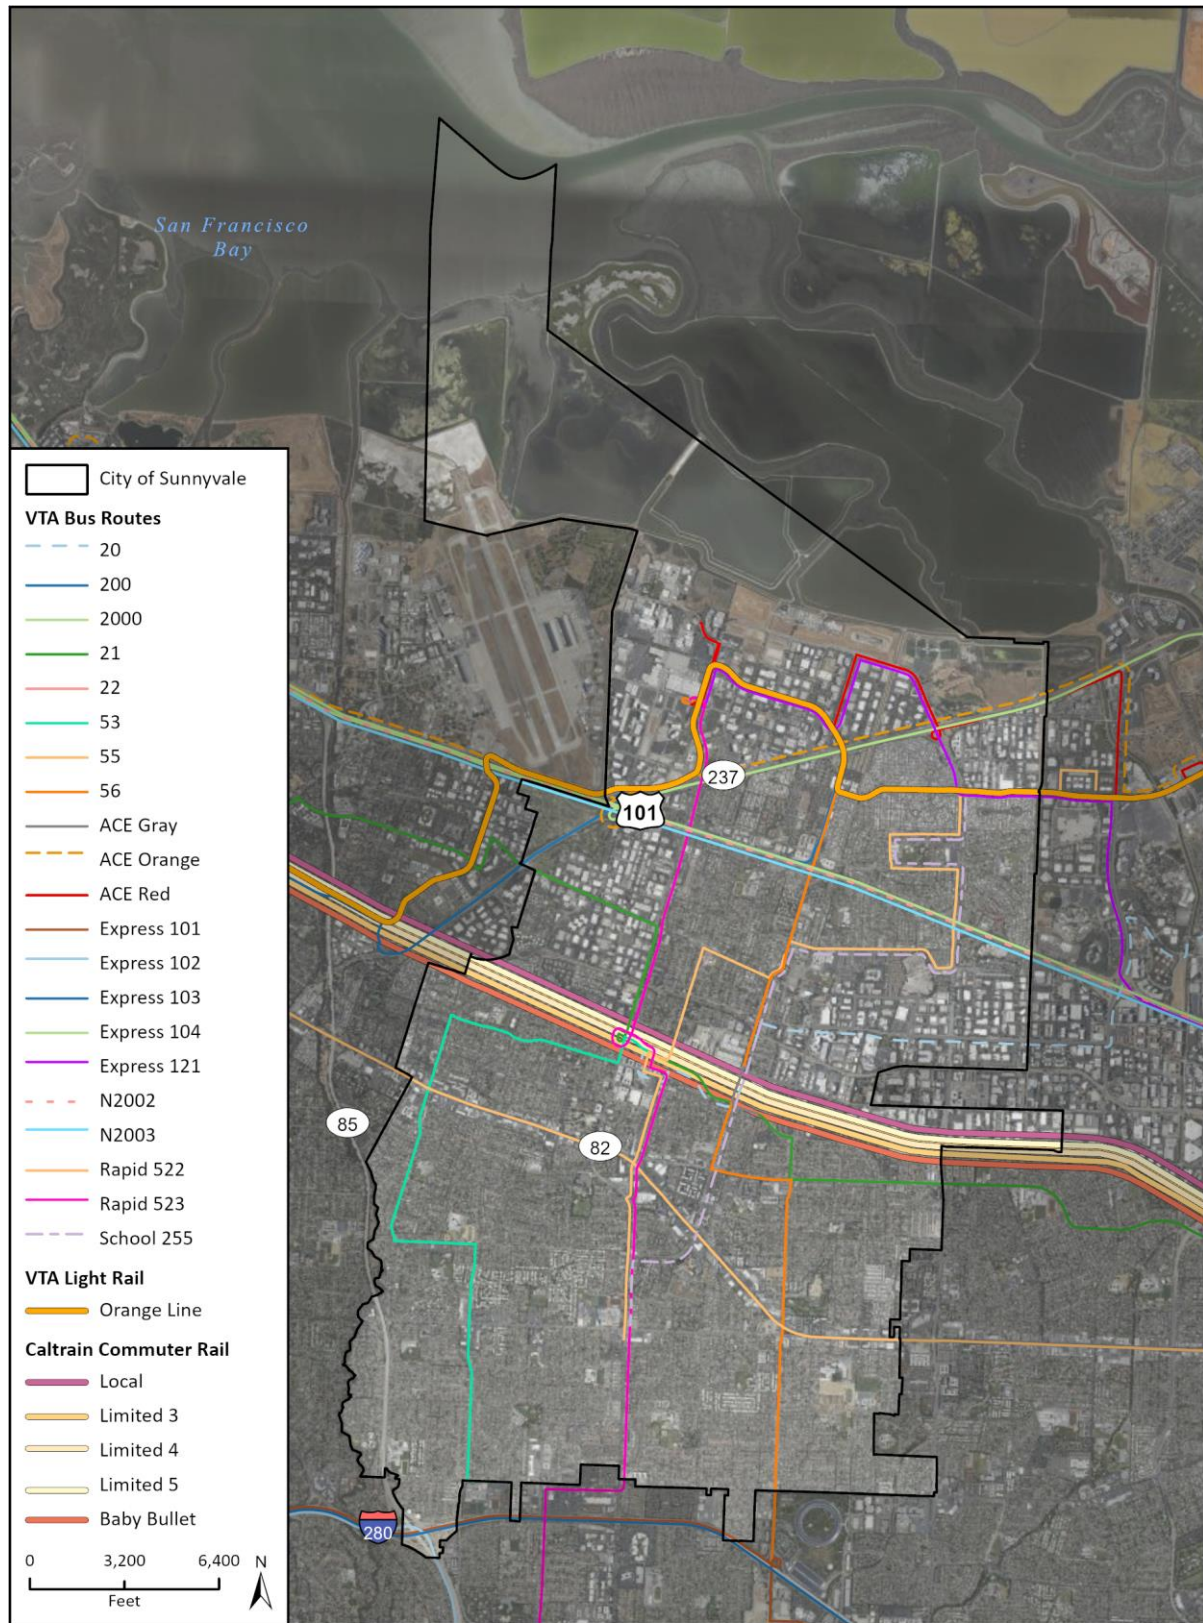 San Francisco
Bay
City of Sunnyvale
VTA Bus Routes
20
200
2000
21
22
53
55
56
ACE Gray
ACE Orange
ACE Red
Express 101
Express 102
Express 103
Express 104
Express 121
N2002
N2003
Rapid 522
Rapid 523
School 255
VTA Light Rail
Orange Line
Caltrain Commuter Rail
Local
Limited 3
Limited 4
Limited 5
Baby Bullet
0 3,200 6,400 N
Feet
237
101
85
82
280